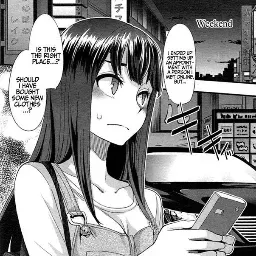 Weekend
I ENDED UP
SETTING UP
AN APPOINT-
MENT WITH
A PERSON I
MET ONLINE,
BUT...
IS THIS
THE RIGHT
PLACE...?
SHOULD
I HAVE
BOUGHT
SOME NEW
CLOTHES
...?